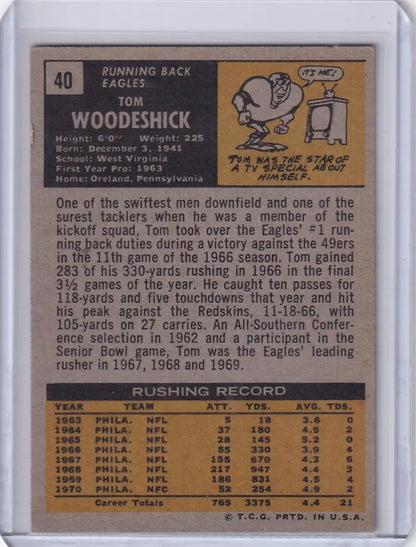 40
RUNNING BACK
EAGLES
TOM
WOODESHICK
Height: 6'0" Weight: 225
Born: December 3, 1941
School: West Virginia
First Year Pro: 1963
Home: Oreland, Pennsylvania
IT'S ME!
TOM WAS THE STAR OF
A TV SPECIAL ABOUT
HIMSELF.
One of the swiftest men downfield and one of the
surest tacklers when he was a member of the
kickoff squad, Tom took over the Eagles' #1 run-
ning back duties during a victory against the 49ers
in the 11th game of the 1966 season. Tom gained
283 of his 330-yards rushing in 1966 in the final
3½ games of the year. He caught ten passes for
118-yards and five touchdowns that year and hit
his peak against the Redskins, 11-18-66, with
105-yards on 27 carries. An All-Southern Confer-
ence selection in 1962 and a participant in the
Senior Bowl game, Tom was the Eagles' leading
rusher in 1967, 1968 and 1969.
RUSHING RECORD
YEAR TEAM ATT. YDS. AVG. TDS.
1963 PHILA. NFL 5 18 3.6 0
1964 PHILA. NFL 37 180 4.9 2
1965 PHILA. NFL 28 145 5.2 0
1966 PHILA. NFL 85 330 3.9 4
1967 PHILA. NFL 155 670 4.3 6
1968 PHILA. NFL 217 947 4.4 3
1959 PHILA. NFL 186 831 4.5 4
1970 PHILA. NFC 52 254 4.9 2
Career Totals 765 3375 4.4 21
© T.C.G. PRTD. IN U.S.A.